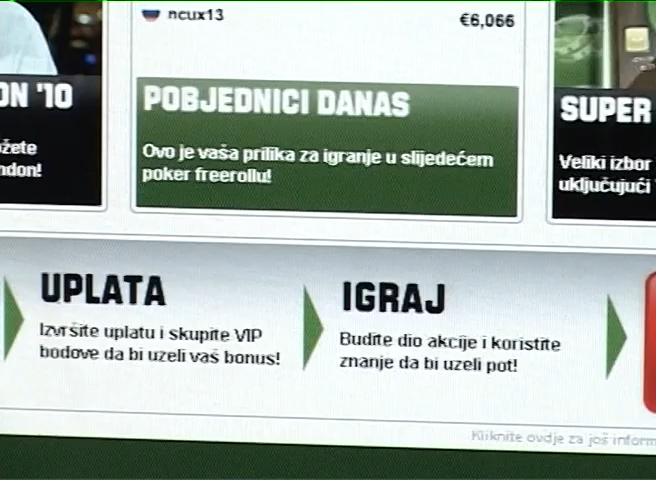 ncux13 €6,066
ON '10
POBJEDNICI DANAS
SUPER
Ovo je vaša prilika za igranje u slijedećem
poker freerollu!
Veliki izbor
uključujući
UPLATA
Izvršite uplatu i skupite VIP
bodove da bi uzeli vaš bonus!
IGRAJ
Budite dio akcije i koristite
znanje da bi uzeli pot!
Kliknite ovdje za još inform